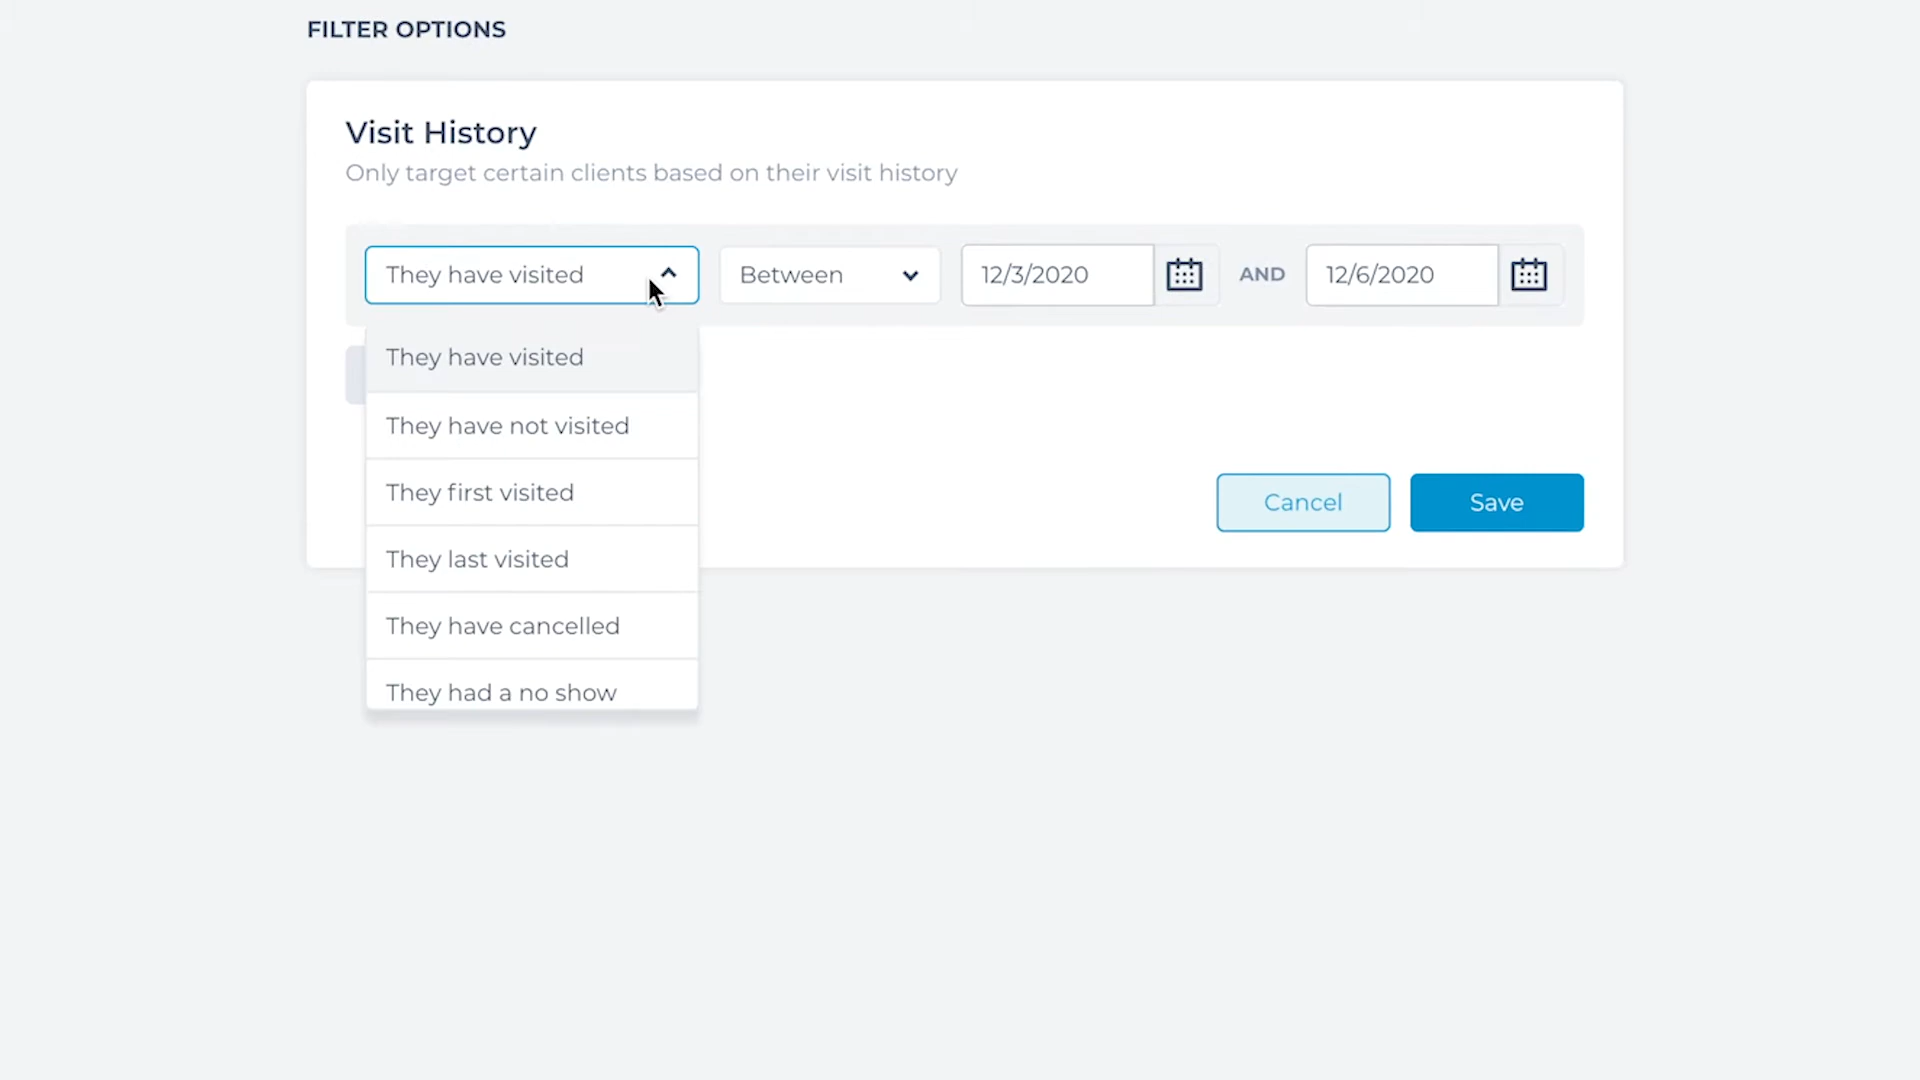 FILTER OPTIONS
Visit History
Only target certain clients based on their visit history
They have visited Between 12/3/2020 AND 12/6/2020
They have visited
They have not visited
They first visited
They last visited
They have cancelled
They had a no show
Cancel Save